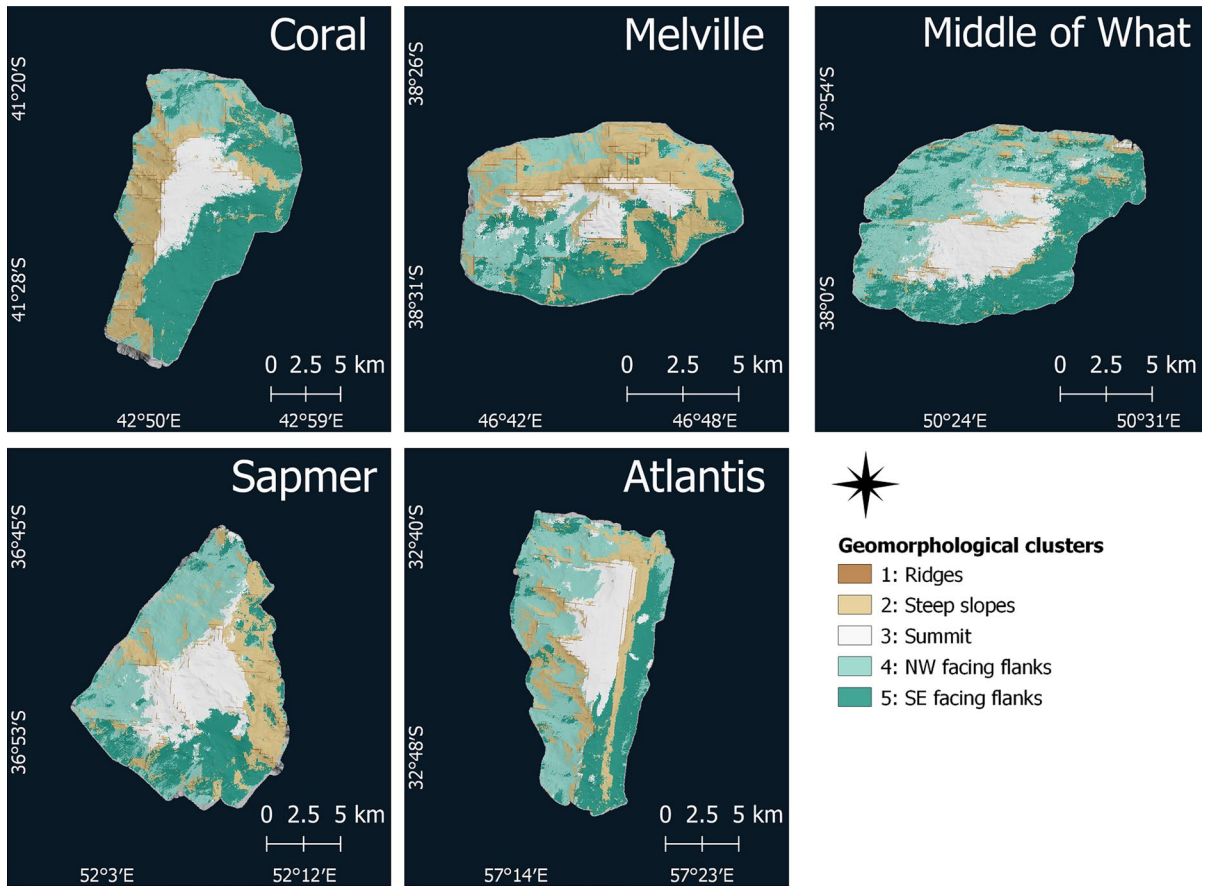 Coral
41°20'S
41°28'S
0 2.5 5 km
42°50'E 42°59'E
Melville
38°26'S
38°31'S
0 2.5 5 km
46°42'E 46°48'E
Middle of What
37°54'S
38°0'S
0 2.5 5 km
50°24'E 50°31'E
Sapmer
36°45'S
36°53'S
0 2.5 5 km
52°3'E 52°12'E
Atlantis
32°40'S
32°48'S
0 2.5 5 km
57°14'E 57°23'E
Geomorphological clusters
1: Ridges
2: Steep slopes
3: Summit
4: NW facing flanks
5: SE facing flanks